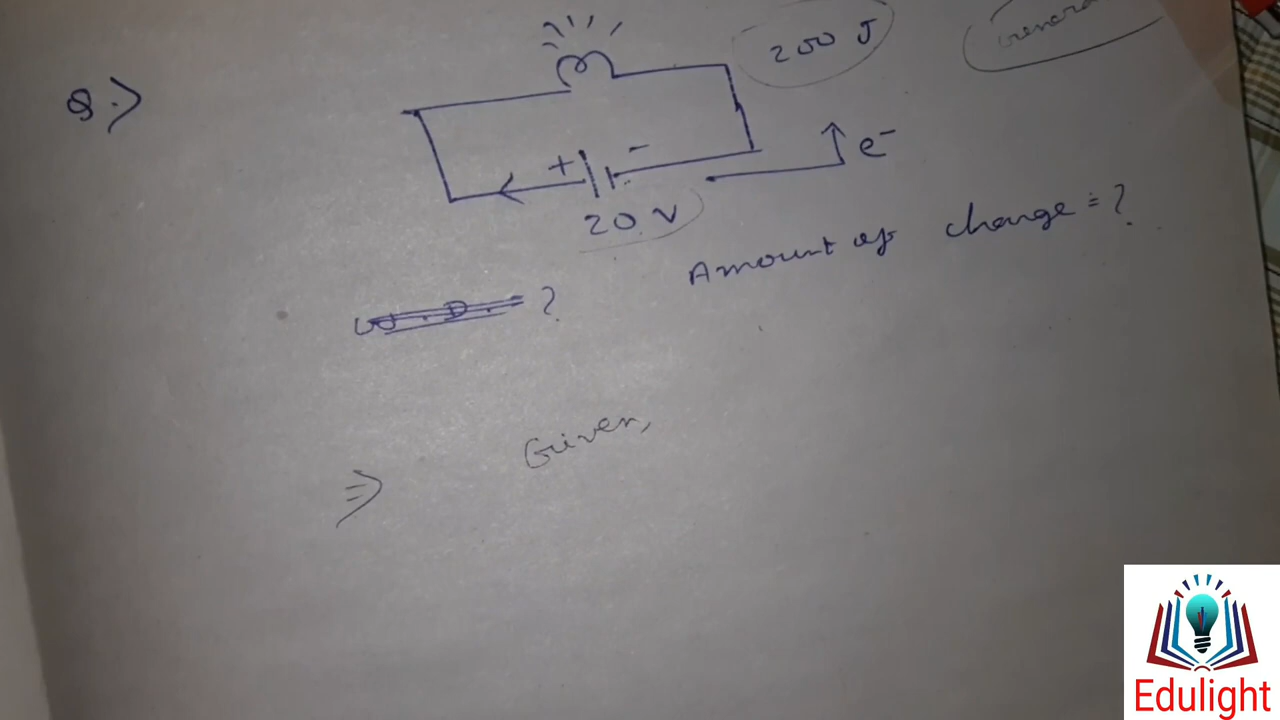 Q.>
200 J
+ -
e-
20 V
Amount of charge = ?
W.D. ?
Given,
⇒
Edulight